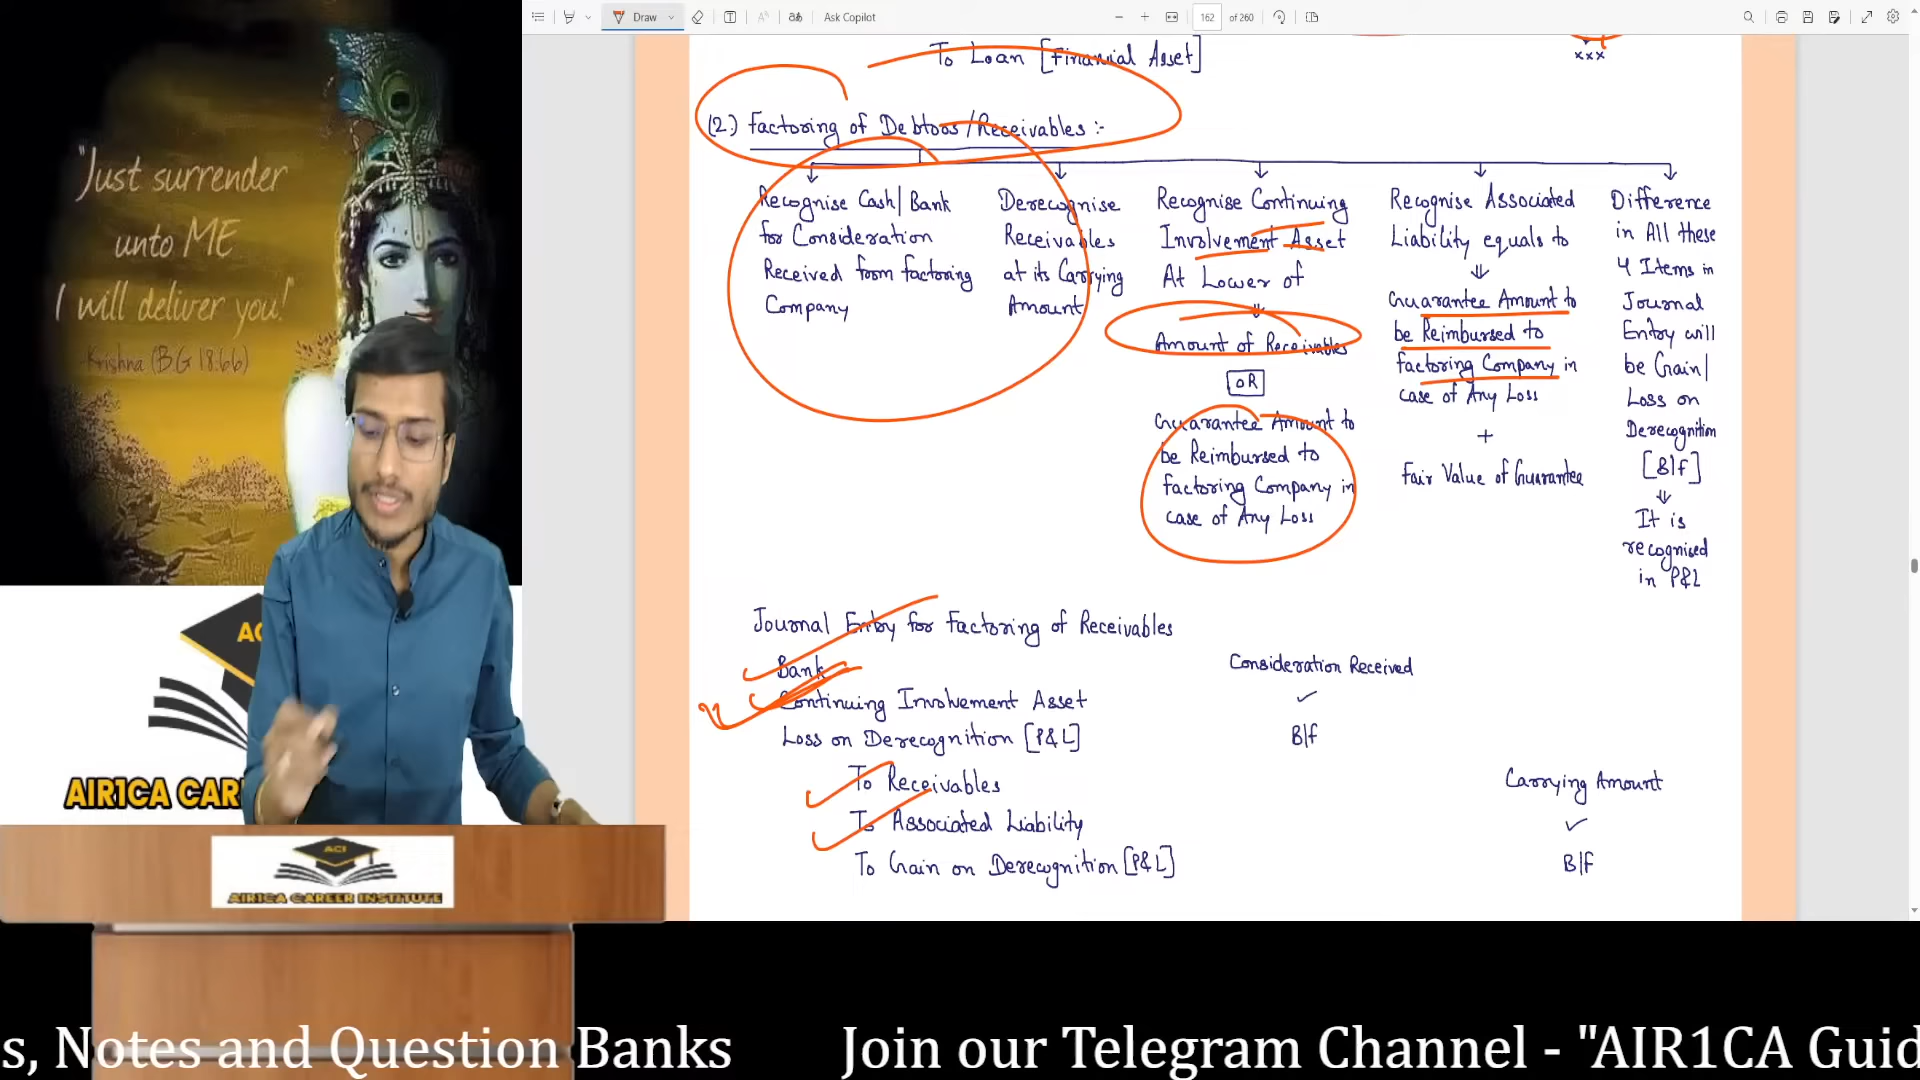 "Just surrender
unto ME
I will deliver you!"
-Krishna (B.G 18:66)
AIR1CA CAR
ACI
AIR1CA CAREER INSTITUTE
Draw
Ask Copilot
162 of 260
To Loan [Financial Asset]
xxx
(2.) Factoring of Debtors/Receivables :-
Recognise Cash/Bank
for Consideration
Received from factoring
Company
Derecognise
Receivables
at its Carrying
Amount
Recognise Continuing
Involvement Asset
At Lower of
Amount of Receivables
OR
Guarantee Amount to
be Reimbursed to
factoring Company in
case of Any Loss
Recognise Associated
Liability equals to
Guarantee Amount to
be Reimbursed to
factoring Company in
case of Any Loss
+
Fair Value of Guarantee
Difference
in All these
4 Items in
Journal
Entry will
be Gain/
Loss on
Derecognition
[B/f]
It is
recognised
in P&L
Journal Entry for Factoring of Receivables
Bank Consideration Received
Continuing Involvement Asset ✓
Loss on Derecognition [P&L] B/f
To Receivables Carrying Amount
To Associated Liability ✓
To Gain on Derecognition [P&L] B/f
s, Notes and Question Banks Join our Telegram Channel - "AIR1CA Guid